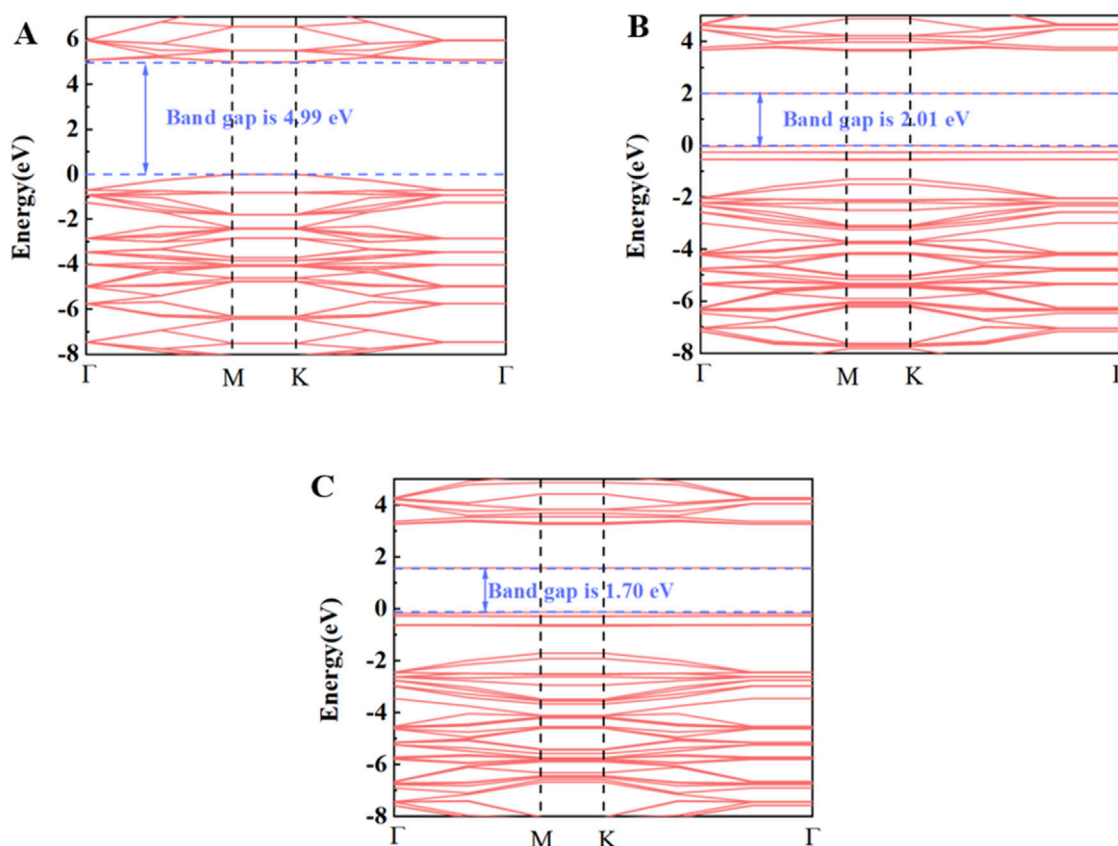 A
Energy(eV)
6
4
2
0
-2
-4
-6
-8
Band gap is 4.99 eV
Γ M K Γ
B
Energy(eV)
4
2
0
-2
-4
-6
-8
Band gap is 2.01 eV
Γ M K
C
Energy(eV)
4
2
0
-2
-4
-6
-8
Band gap is 1.70 eV
Γ M K Γ